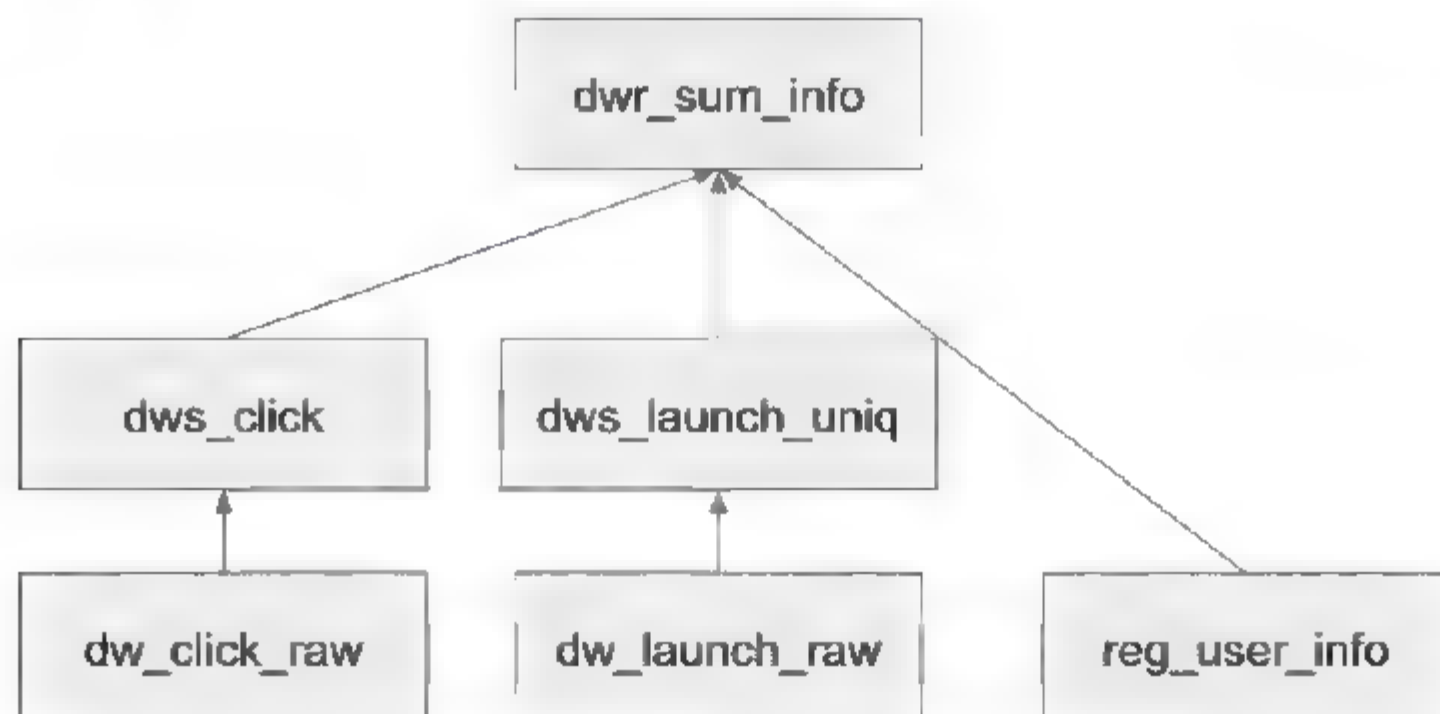 dwr_sum_info
dws_click
dws_launch_uniq
dw_click_raw
dw_launch_raw
reg_user_info